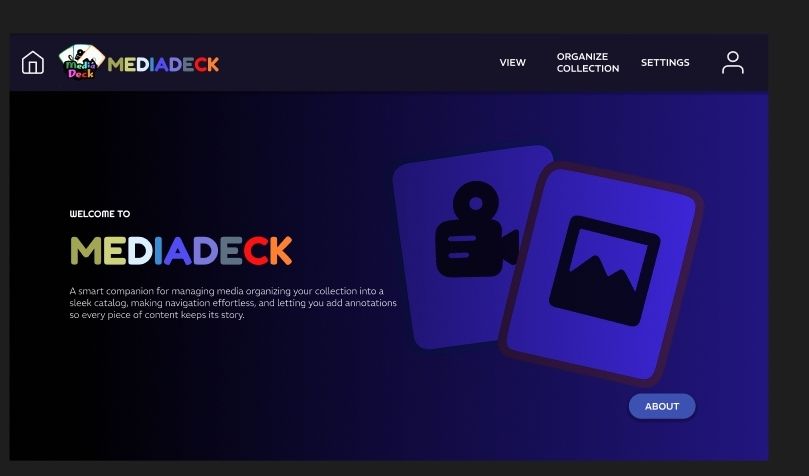 Media
Deck
MEDIADECK
VIEW
ORGANIZE
COLLECTION
SETTINGS
WELCOME TO
MEDIADECK
A smart companion for managing media organizing your collection into a
sleek catalog, making navigation effortless, and letting you add annotations
so every piece of content keeps its story.
ABOUT